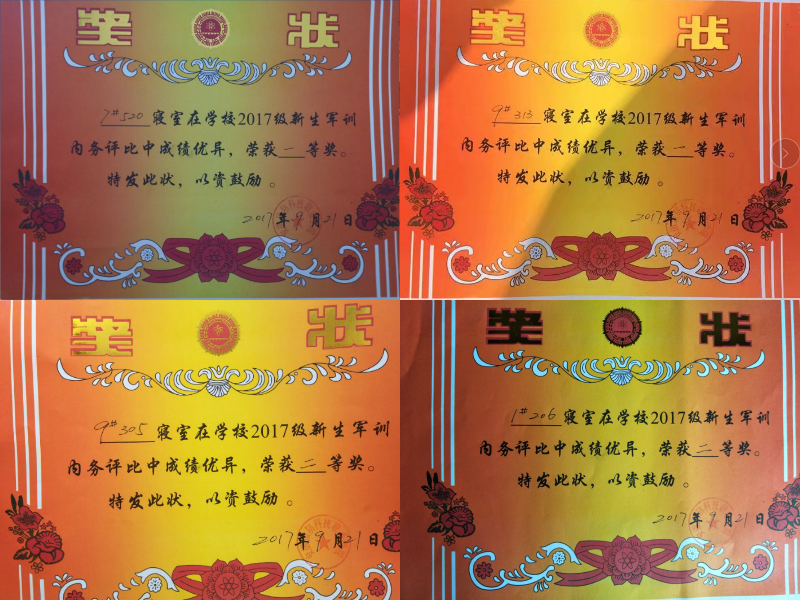 奖 状
7#520 寝室在学校2017级新生军训
内务评比中成绩优异，荣获一等奖。
特发此状，以资鼓励。
2017年9月21日
奖 状
9#313 寝室在学校2017级新生军训
内务评比中成绩优异，荣获一等奖。
特发此状，以资鼓励。
2017年9月21日
奖 状
9#305 寝室在学校2017级新生军训
内务评比中成绩优异，荣获二等奖。
特发此状，以资鼓励。
2017年9月21日
奖 状
1#206 寝室在学校2017级新生军训
内务评比中成绩优异，荣获二等奖。
特发此状，以资鼓励。
2017年9月21日